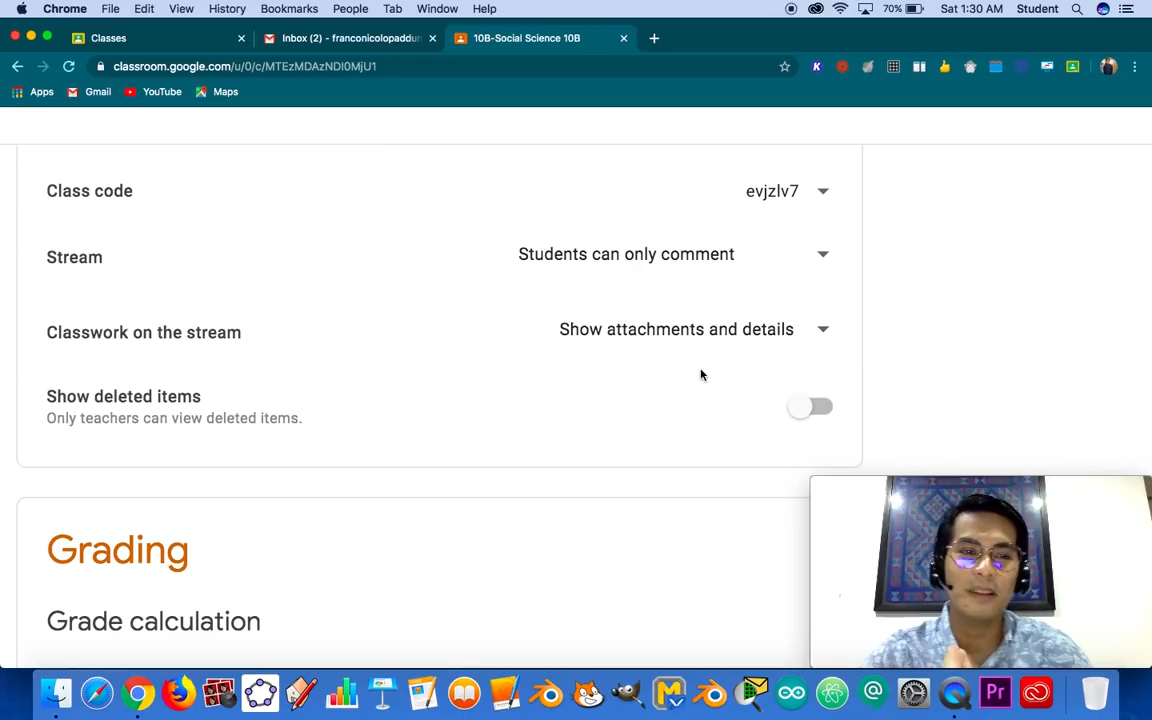 Chrome File Edit View History Bookmarks People Tab Window Help 70% Sat 1:30 AM Student
Classes Inbox (2) - franconicolopaddun 10B-Social Science 10B
classroom.google.com/u/0/c/MTEzMDAzNDI0MjU1
Apps Gmail YouTube Maps
Class code evjzlv7
Stream Students can only comment
Classwork on the stream Show attachments and details
Show deleted items
Only teachers can view deleted items.
Grading
Grade calculation